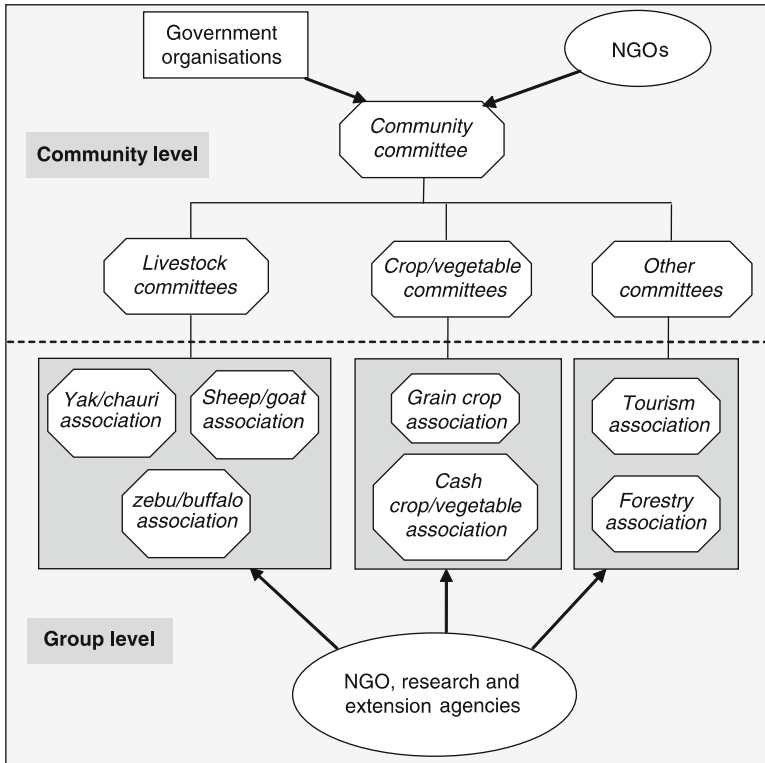 Government
organisations
NGOs
Community
committee
Community level
Livestock
committees
Crop/vegetable
committees
Other
committees
Yak/chauri
association
Sheep/goat
association
zebu/buffalo
association
Grain crop
association
Cash
crop/vegetable
association
Tourism
association
Forestry
association
Group level
NGO, research and
extension agencies